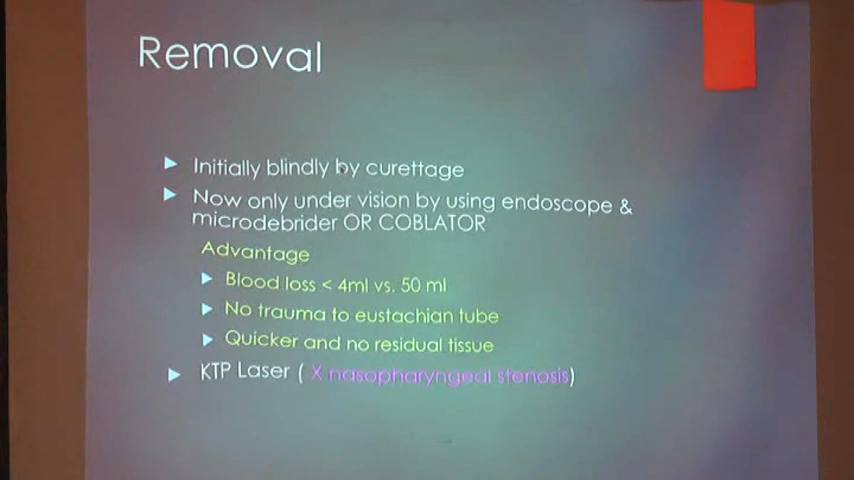 Removal
Initially blindly by curettage
Now only under vision by using endoscope &
microdebrider OR COBLATOR
Advantage
Blood loss < 4ml vs. 50 ml
No trauma to eustachian tube
Quicker and no residual tissue
KTP Laser ( X nasopharyngeal stenosis)